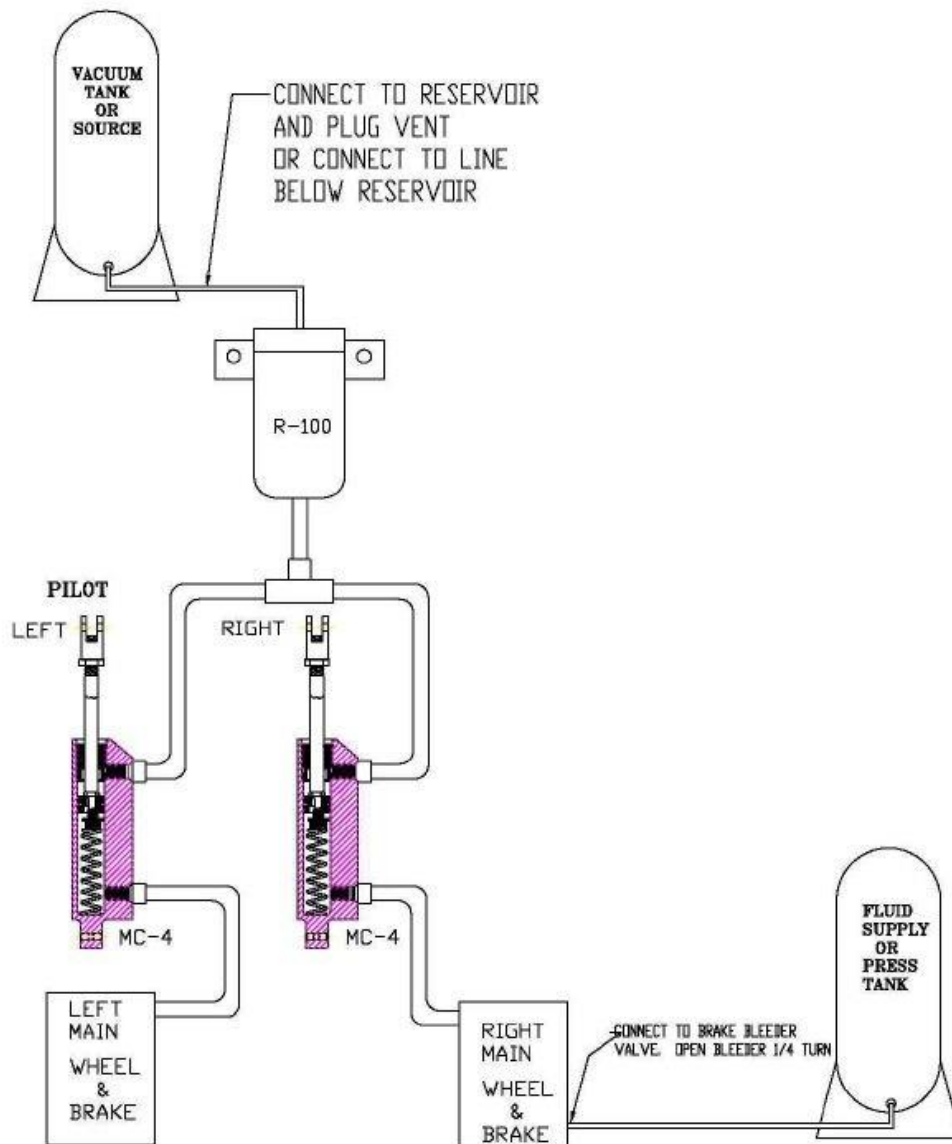 VACUUM
TANK
OR
SOURCE
CONNECT TO RESERVOIR
AND PLUG VENT
OR CONNECT TO LINE
BELOW RESERVOIR
R-100
PILOT
LEFT
RIGHT
MC-4
MC-4
LEFT
MAIN
WHEEL
&
BRAKE
RIGHT
MAIN
WHEEL
&
BRAKE
CONNECT TO BRAKE BLEEDER
VALVE. OPEN BLEEDER 1/4 TURN
FLUID
SUPPLY
OR
PRESS
TANK